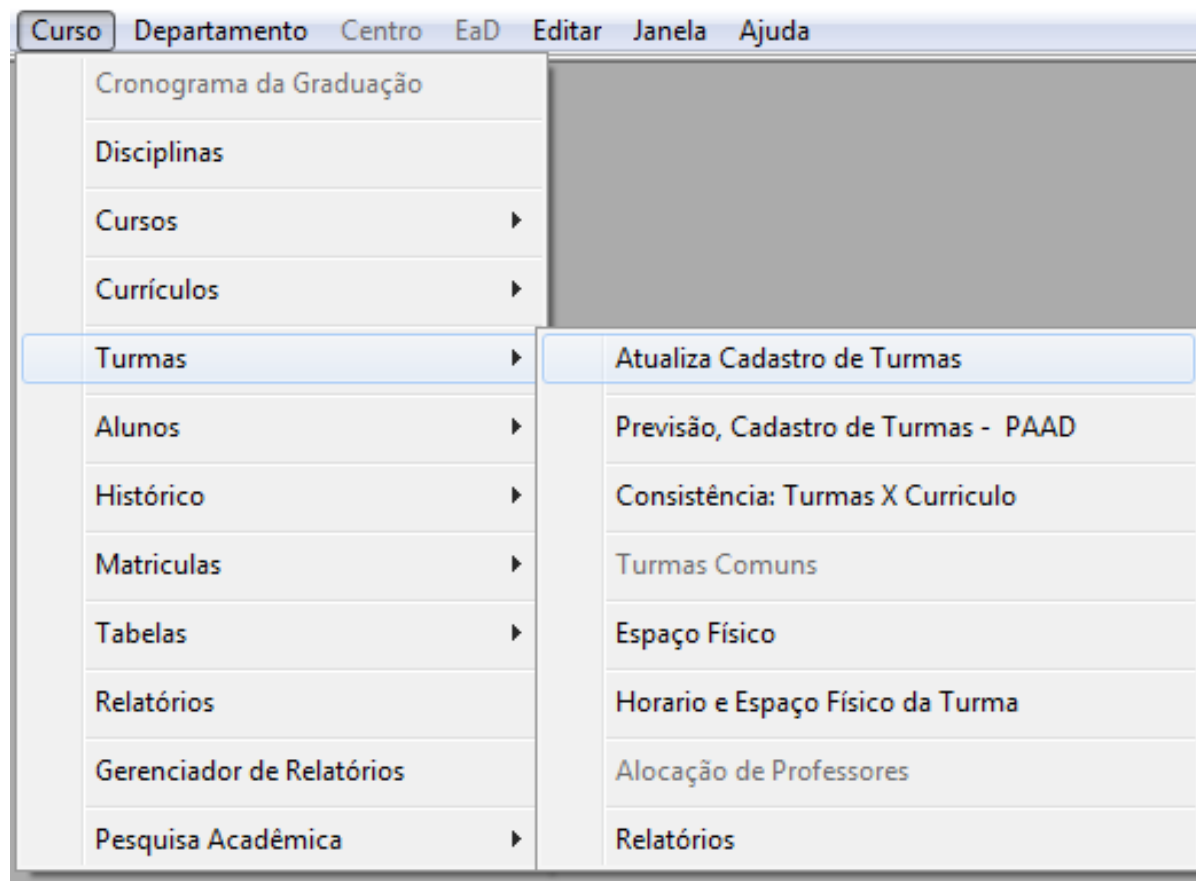 Curso Departamento Centro EaD Editar Janela Ajuda
Cronograma da Graduação
Disciplinas
Cursos
Currículos
Turmas
Alunos
Histórico
Matriculas
Tabelas
Relatórios
Gerenciador de Relatórios
Pesquisa Acadêmica
Atualiza Cadastro de Turmas
Previsão, Cadastro de Turmas - PAAD
Consistência: Turmas X Curriculo
Turmas Comuns
Espaço Físico
Horario e Espaço Físico da Turma
Alocação de Professores
Relatórios